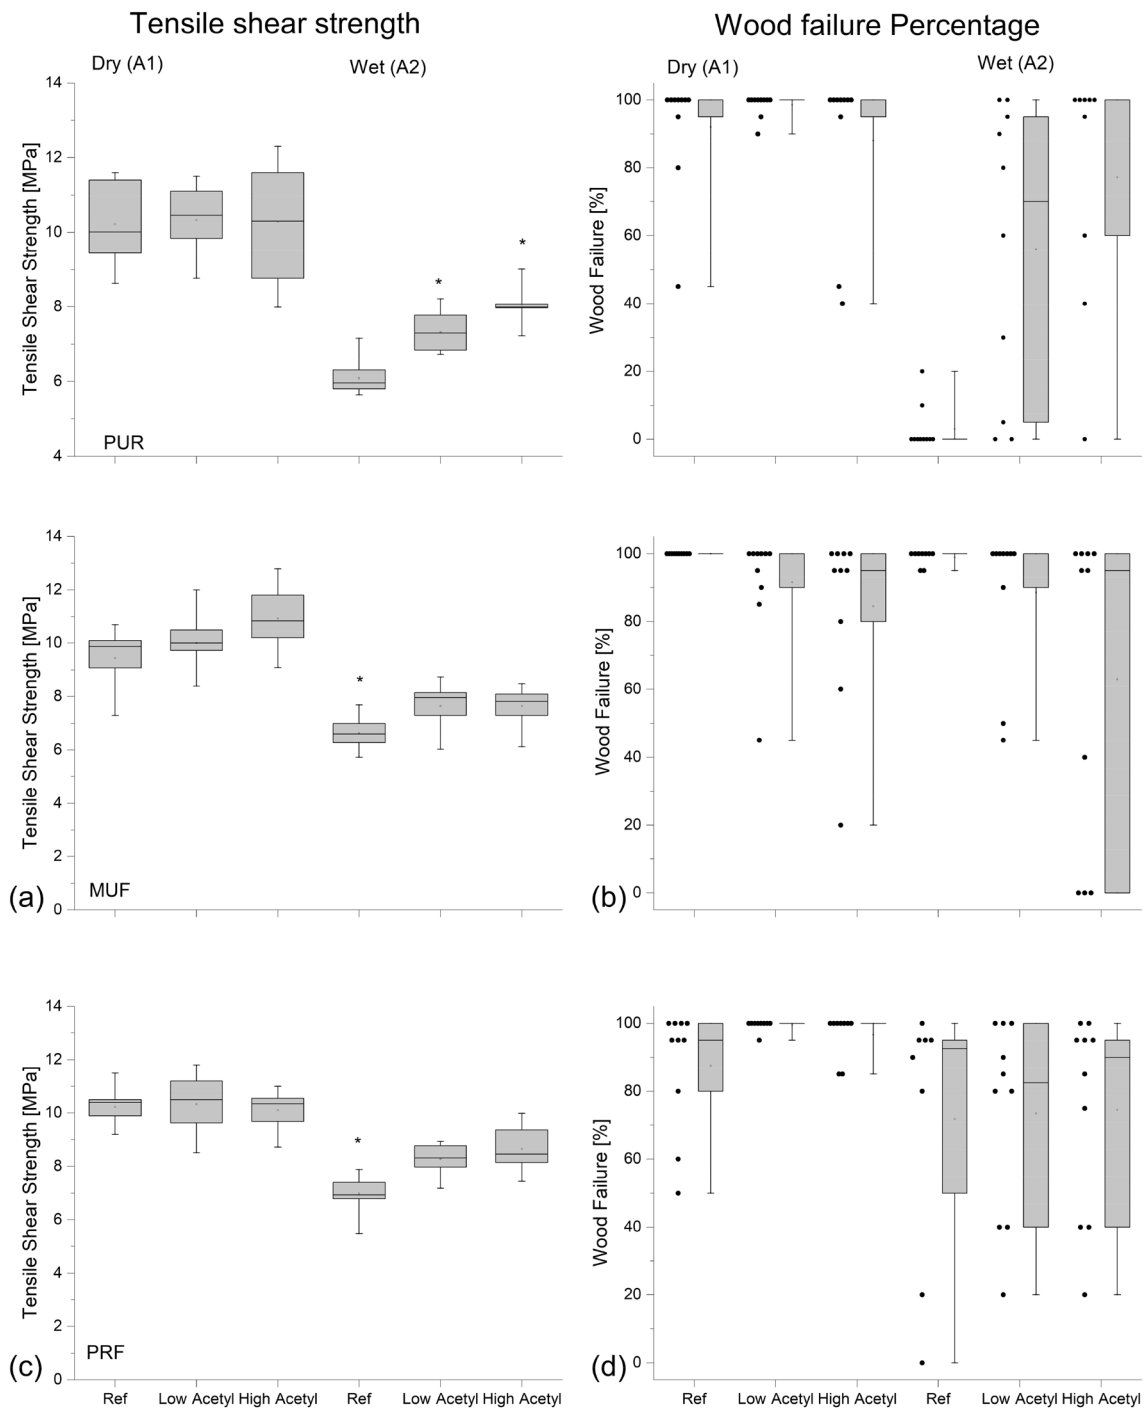 Tensile shear strength
Wood failure Percentage
Dry (A1)
Wet (A2)
Dry (A1)
Wet (A2)
Tensile Shear Strength [MPa]
14
12
10
8
6
4
PUR
*
*
Wood Failure [%]
100
80
60
40
20
0
Tensile Shear Strength [MPa]
14
12
10
8
6
4
2
0
*
(a)
MUF
Wood Failure [%]
100
80
60
40
20
0
(b)
Tensile Shear Strength [MPa]
14
12
10
8
6
4
2
0
*
(c)
PRF
Ref Low Acetyl High Acetyl Ref Low Acetyl High Acetyl
Wood Failure [%]
100
80
60
40
20
0
(d)
Ref Low Acetyl High Acetyl Ref Low Acetyl High Acetyl